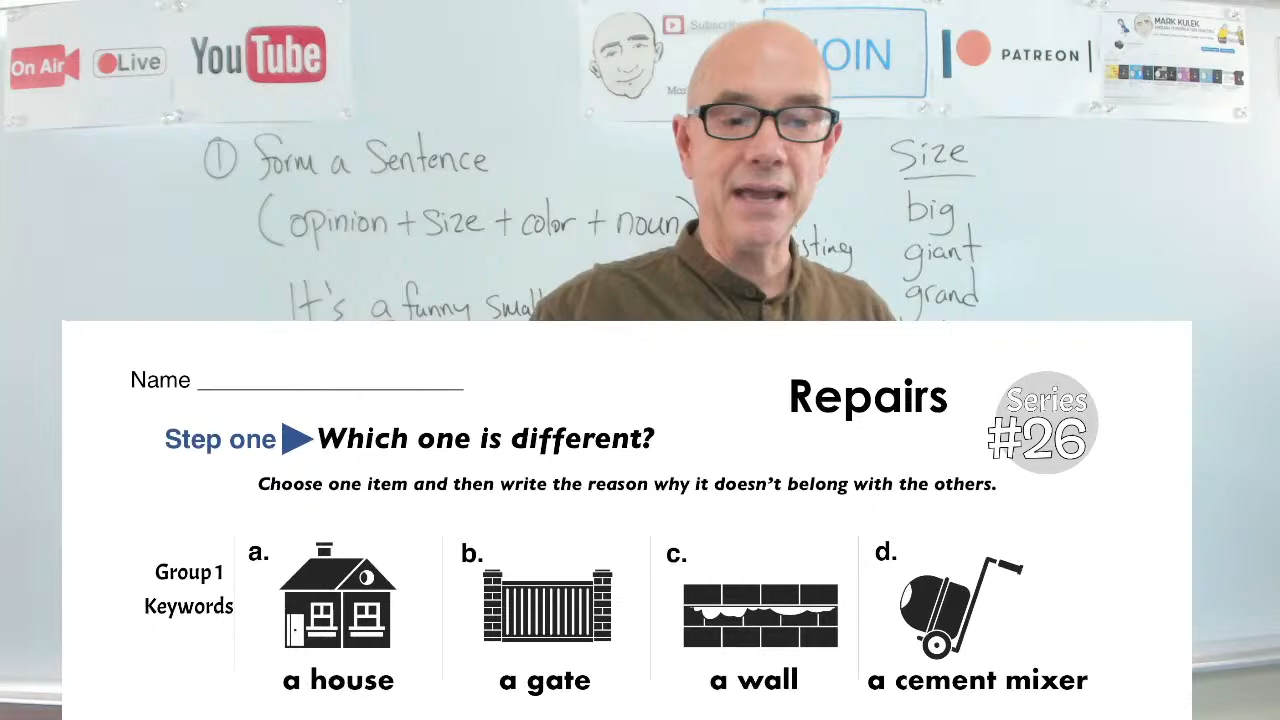 On Air
Live
YouTube
Subscribe
JOIN
PATREON
MARK KULEK
① Form a Sentence
(opinion + size + color + noun)
It's a funny small
Size
big
giant
grand
Name
Repairs
Series
#26
Step one Which one is different?
Choose one item and then write the reason why it doesn't belong with the others.
Group 1
Keywords
a.
b.
c.
d.
a house
a gate
a wall
a cement mixer